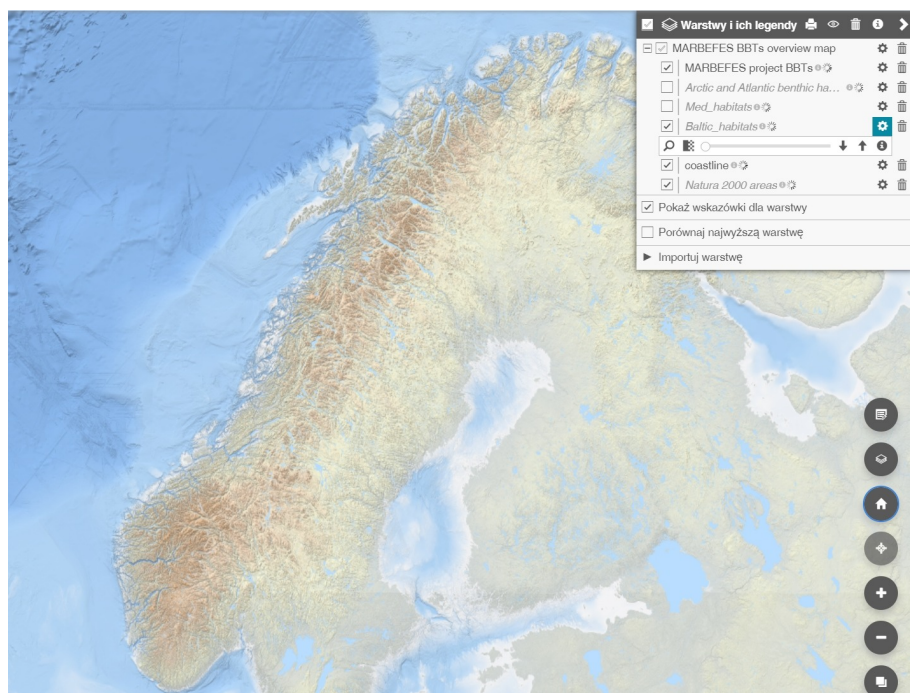 Warstwy i ich legendy
MARBEFES BBTs overview map
MARBEFES project BBTs
Arctic and Atlantic benthic ha...
Med_habitats
Baltic_habitats
coastline
Natura 2000 areas
Pokaż wskazówki dla warstwy
Porównaj najwyższą warstwę
Importuj warstwę